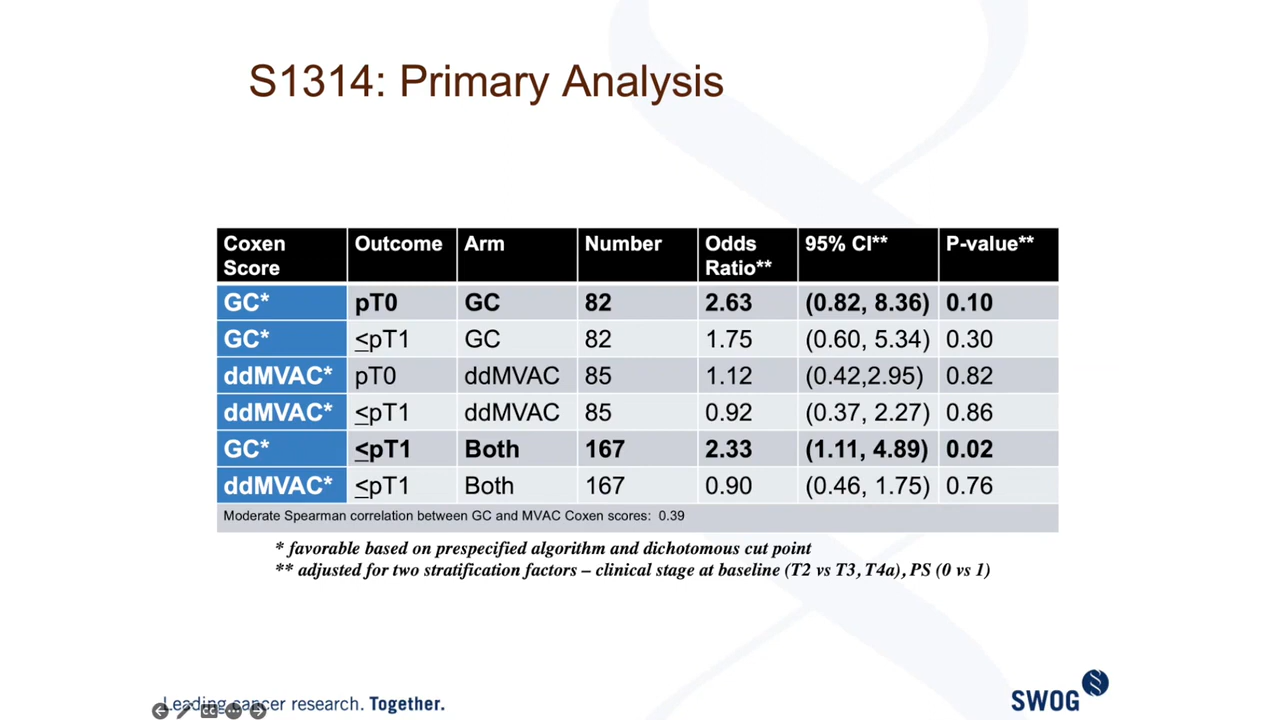 S1314: Primary Analysis
Coxen Score Outcome Arm Number Odds Ratio** 95% CI** P-value**
GC* pT0 GC 82 2.63 (0.82, 8.36) 0.10
GC* ≤pT1 GC 82 1.75 (0.60, 5.34) 0.30
ddMVAC* pT0 ddMVAC 85 1.12 (0.42,2.95) 0.82
ddMVAC* ≤pT1 ddMVAC 85 0.92 (0.37, 2.27) 0.86
GC* ≤pT1 Both 167 2.33 (1.11, 4.89) 0.02
ddMVAC* ≤pT1 Both 167 0.90 (0.46, 1.75) 0.76
Moderate Spearman correlation between GC and MVAC Coxen scores: 0.39
* favorable based on prespecified algorithm and dichotomous cut point
** adjusted for two stratification factors – clinical stage at baseline (T2 vs T3, T4a), PS (0 vs 1)
Leading cancer research. Together.
SWOG